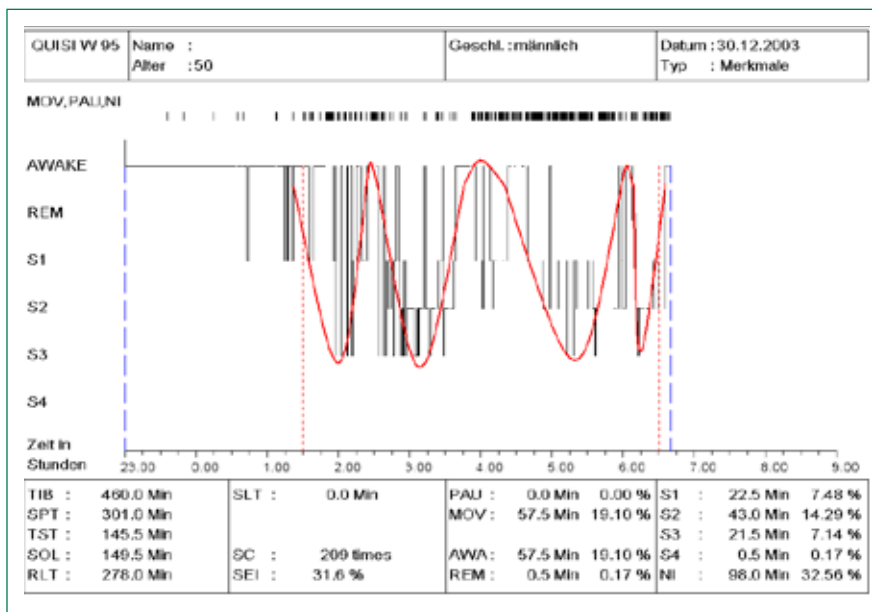 QUISI W 95 Name : Geschl. :männlich Datum :30.12.2003
Alter :50 Typ : Merkmale
MOV,PAU,NI
AWAKE
REM
S1
S2
S3
S4
Zeit in
Stunden 23.00 0.00 1.00 2.00 3.00 4.00 5.00 6.00 7.00 8.00 9.00
TIB : 460.0 Min SLT : 0.0 Min PAU : 0.0 Min 0.00 % S1 : 22.5 Min 7.48 %
SPT : 301.0 Min MOV : 57.5 Min 19.10 % S2 : 43.0 Min 14.29 %
TST : 145.5 Min S3 : 21.5 Min 7.14 %
SOL : 149.5 Min SC : 209 times AWA : 57.5 Min 19.10 % S4 : 0.5 Min 0.17 %
RLT : 278.0 Min SEI : 31.6 % REM : 0.5 Min 0.17 % NI : 98.0 Min 32.56 %